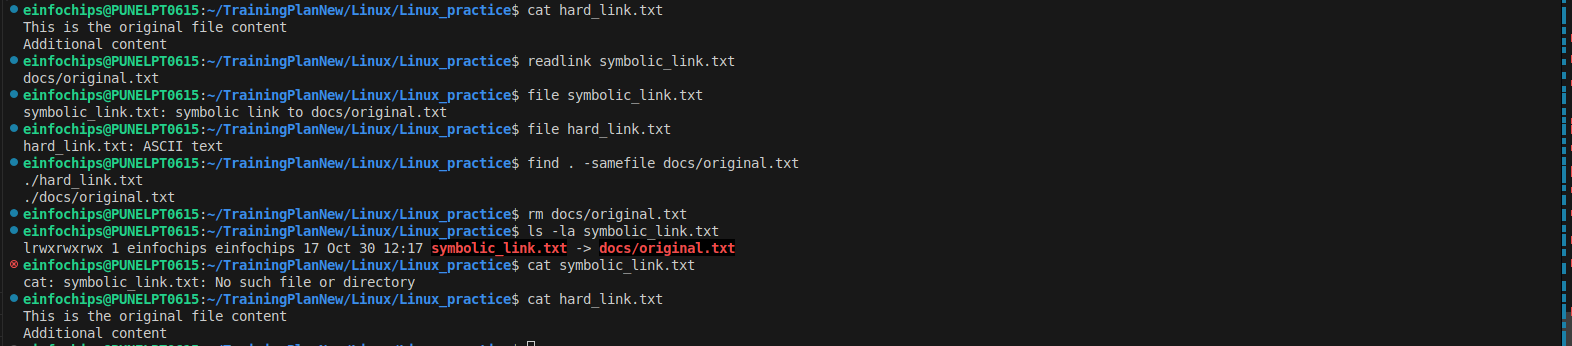 einfochips@PUNELPT0615:~/TrainingPlanNew/Linux/Linux_practice$ cat hard_link.txt
This is the original file content
Additional content
einfochips@PUNELPT0615:~/TrainingPlanNew/Linux/Linux_practice$ readlink symbolic_link.txt
docs/original.txt
einfochips@PUNELPT0615:~/TrainingPlanNew/Linux/Linux_practice$ file symbolic_link.txt
symbolic_link.txt: symbolic link to docs/original.txt
einfochips@PUNELPT0615:~/TrainingPlanNew/Linux/Linux_practice$ file hard_link.txt
hard_link.txt: ASCII text
einfochips@PUNELPT0615:~/TrainingPlanNew/Linux/Linux_practice$ find . -samefile docs/original.txt
./hard_link.txt
./docs/original.txt
einfochips@PUNELPT0615:~/TrainingPlanNew/Linux/Linux_practice$ rm docs/original.txt
einfochips@PUNELPT0615:~/TrainingPlanNew/Linux/Linux_practice$ ls -la symbolic_link.txt
lrwxrwxrwx 1 einfochips einfochips 17 Oct 30 12:17 symbolic_link.txt -> docs/original.txt
einfochips@PUNELPT0615:~/TrainingPlanNew/Linux/Linux_practice$ cat symbolic_link.txt
cat: symbolic_link.txt: No such file or directory
einfochips@PUNELPT0615:~/TrainingPlanNew/Linux/Linux_practice$ cat hard_link.txt
This is the original file content
Additional content
einfochips@PUNELPT0615:~/TrainingPlanNew/Linux/Linux_practice$